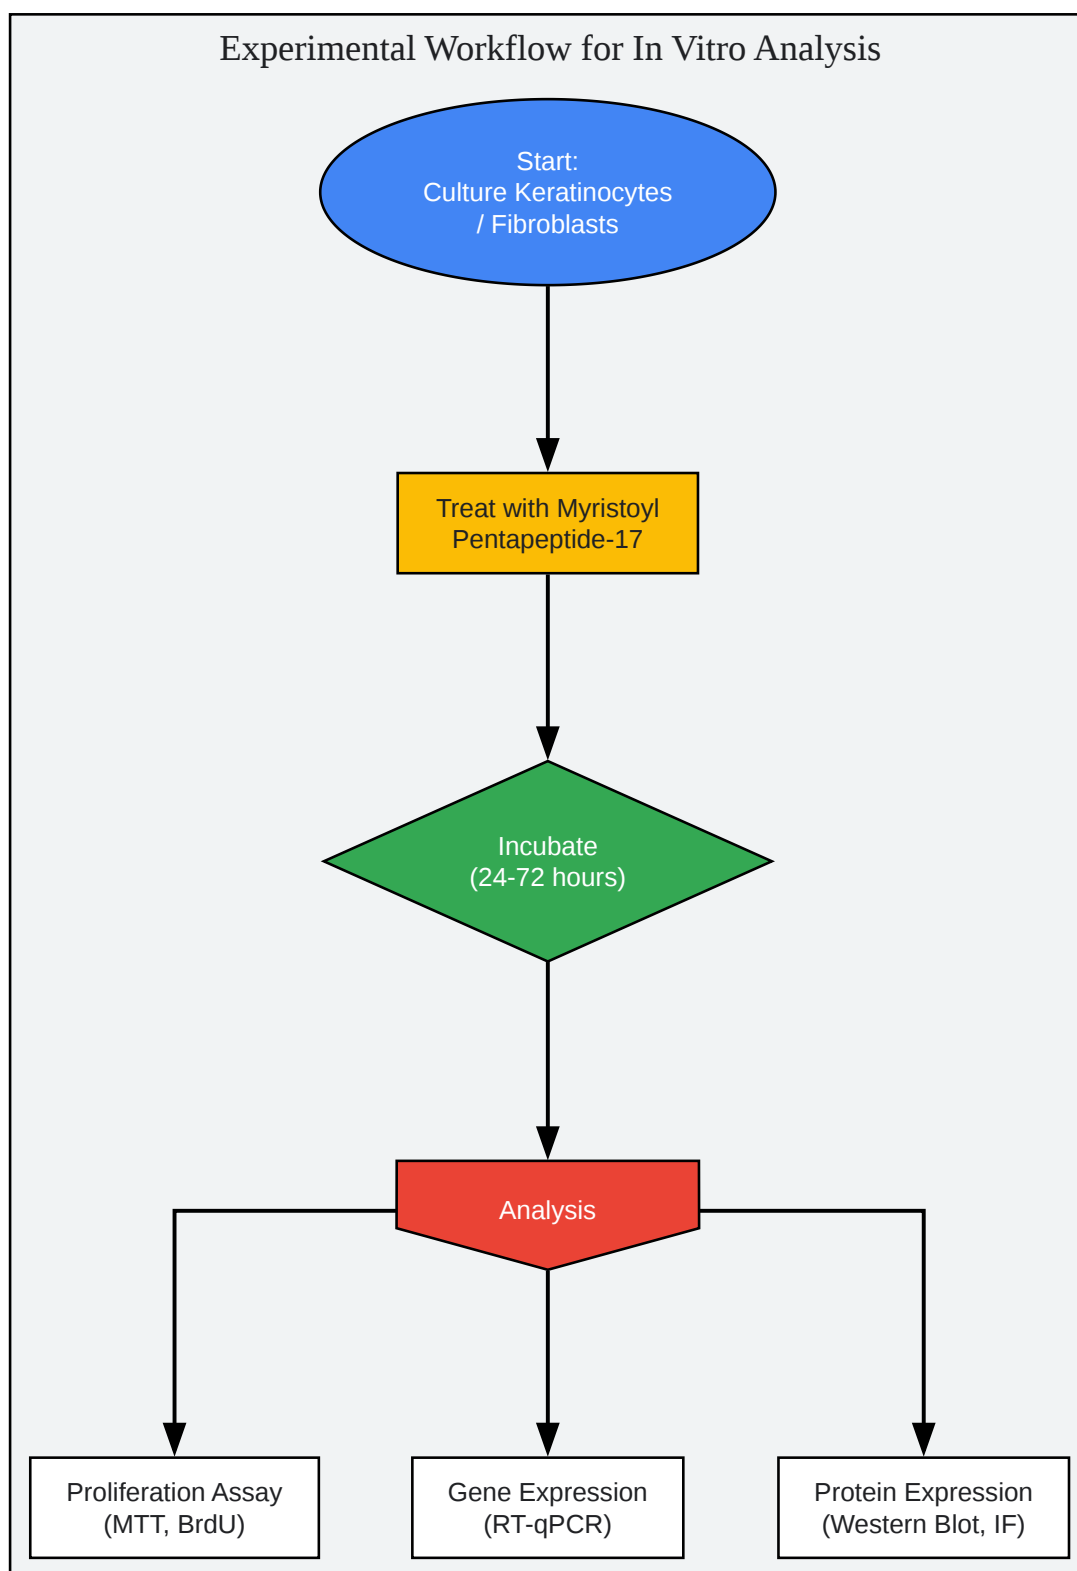 Experimental Workflow for In Vitro Analysis
Start:
Culture Keratinocytes
/ Fibroblasts
Treat with Myristoyl
Pentapeptide-17
Incubate
(24-72 hours)
Analysis
Proliferation Assay
(MTT, BrdU)
Gene Expression
(RT-qPCR)
Protein Expression
(Western Blot, IF)